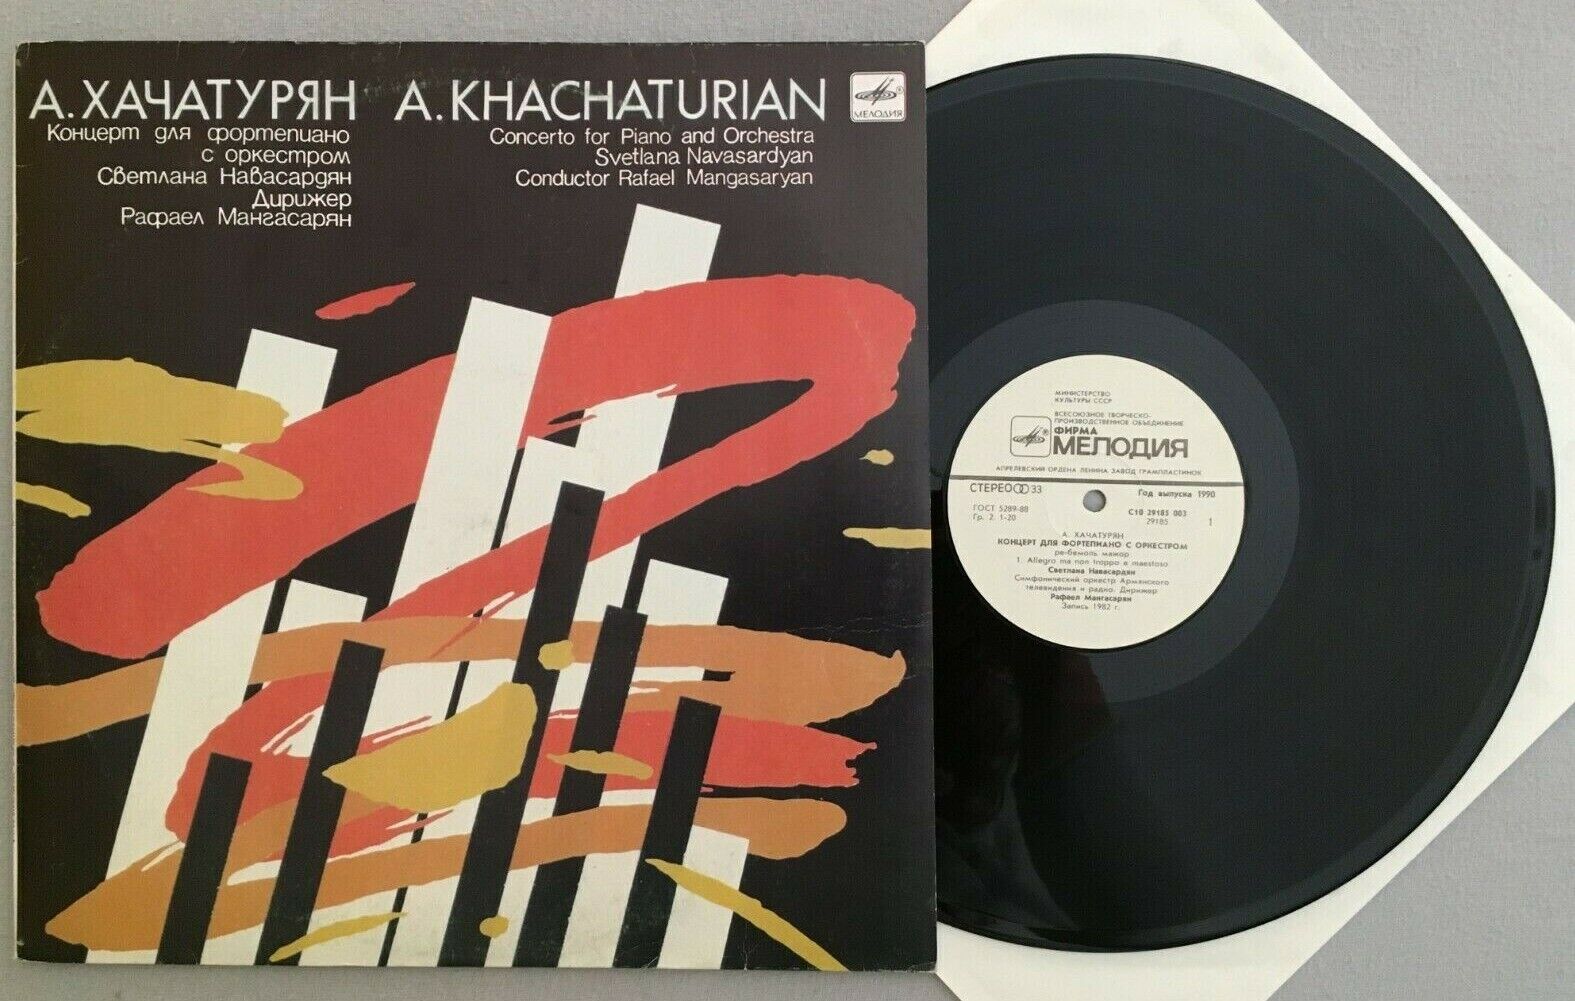 А. ХАЧАТУРЯН
Концерт для фортепиано
с оркестром
Светлана Навасардян
Дирижер
Рафаел Мангасарян
A. KHACHATURIAN
Concerto for Piano and Orchestra
Svetlana Navasardyan
Conductor Rafael Mangasaryan
МЕЛОДИЯ
МИНИСТЕРСТВО
КУЛЬТУРЫ СССР
ВСЕСОЮЗНОЕ ТВОРЧЕСКО-
ПРОИЗВОДСТВЕННОЕ ОБЪЕДИНЕНИЕ
ФИРМА
МЕЛОДИЯ
АПРЕЛЕВСКИЙ ОРДЕНА ЛЕНИНА ЗАВОД ГРАМПЛАСТИНОК
СТЕРЕО 33
Год выпуска 1990
ГОСТ 5289-88
Гр. 2. 1-20
С10 29185 003
29185
1
А. ХАЧАТУРЯН
КОНЦЕРТ ДЛЯ ФОРТЕПИАНО С ОРКЕСТРОМ
ре-бемоль мажор
1. Allegro ma non troppo e maestoso
Светлана Навасардян
Симфонический оркестр Армянского
телевидения и радио. Дирижер
Рафаел Мангасарян
Запись 1982 г.